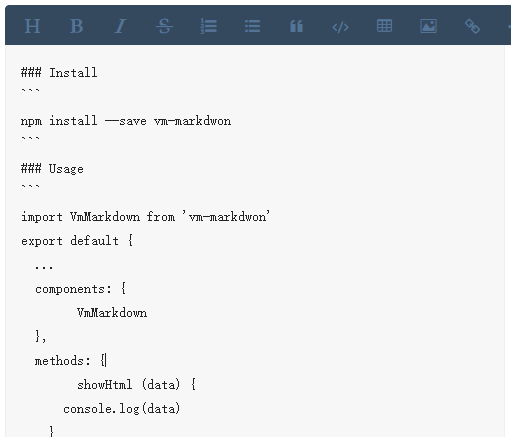 H B I S
### Install
```
npm install --save vm-markdwon
```
### Usage
```
import VmMarkdown from 'vm-markdwon'
export default {
  ...
  components: {
        VmMarkdown
  },
  methods: {
        showHtml (data) {
      console.log(data)
    }